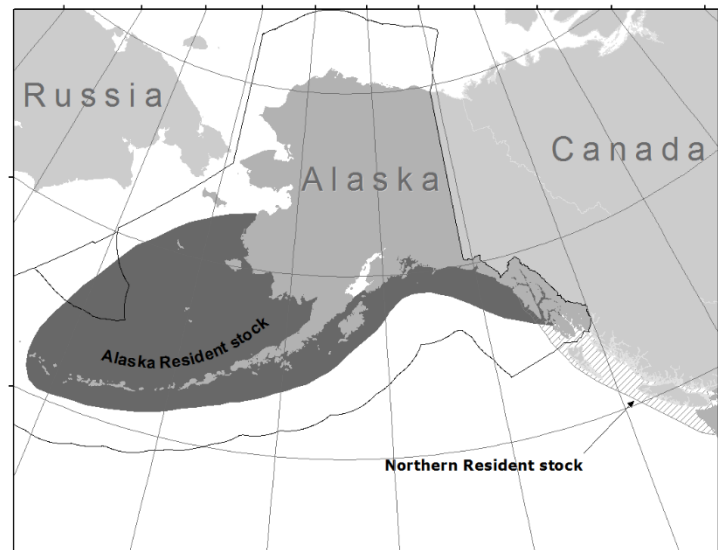 Russia
Alaska
Canada
Alaska Resident stock
Northern Resident stock